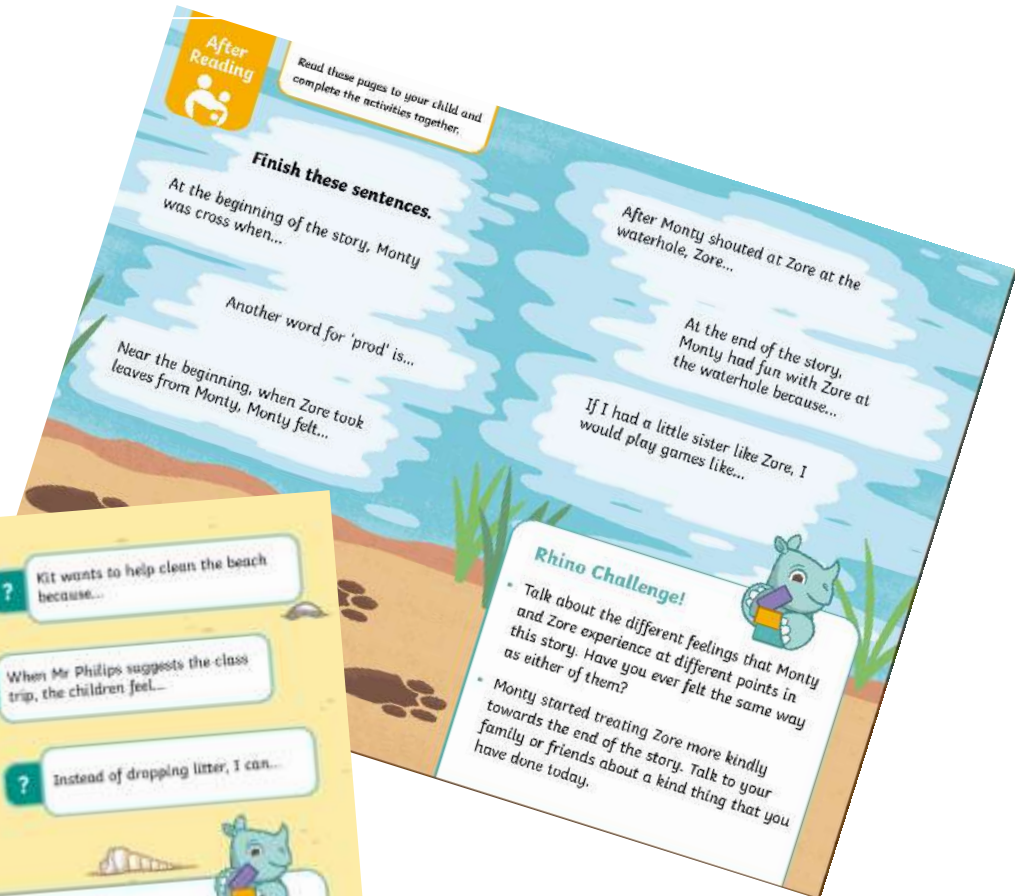 After
Reading
Read these pages to your child and
complete the activities together.
Finish these sentences.
At the beginning of the story, Monty
was cross when...
Another word for 'prod' is...
Near the beginning, when Zore took
leaves from Monty, Monty felt...
After Monty shouted at Zore at the
waterhole, Zore...
At the end of the story,
Monty had fun with Zore at
the waterhole because...
If I had a little sister like Zore, I
would play games like...
Rhino Challenge!
• Talk about the different feelings that Monty
and Zore experience at different points in
this story. Have you ever felt the same way
as either of them?
• Monty started treating Zore more kindly
towards the end of the story. Talk to your
family or friends about a kind thing that you
have done today.
?
Kit wants to help clean the beach
because...
When Mr Philips suggests the class
trip, the children feel...
?
Instead of dropping litter, I can...